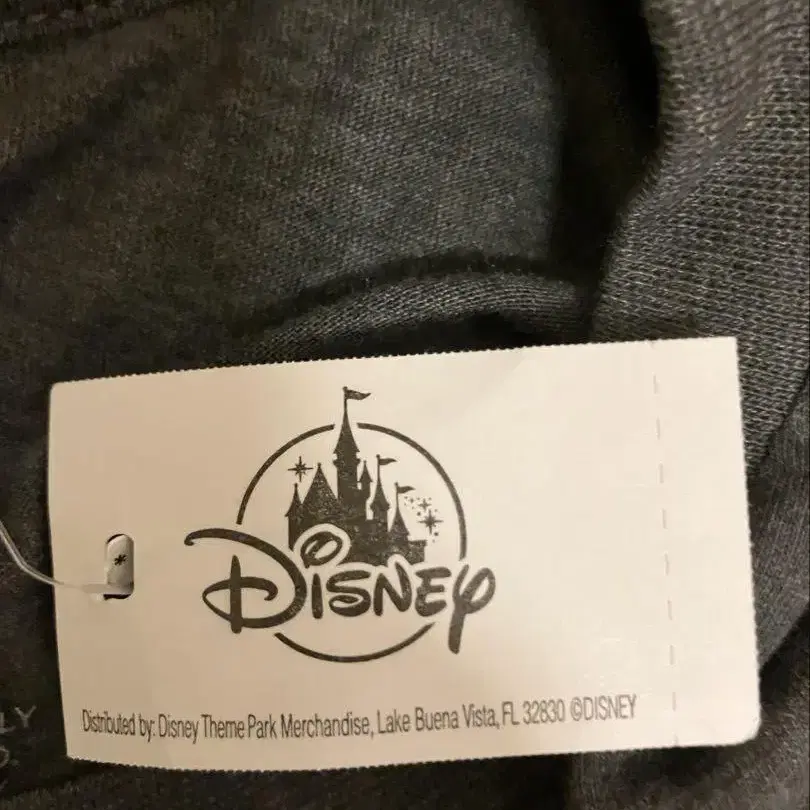 DISNEY
Distributed by: Disney Theme Park Merchandise, Lake Buena Vista, FL 32830 ©DISNEY